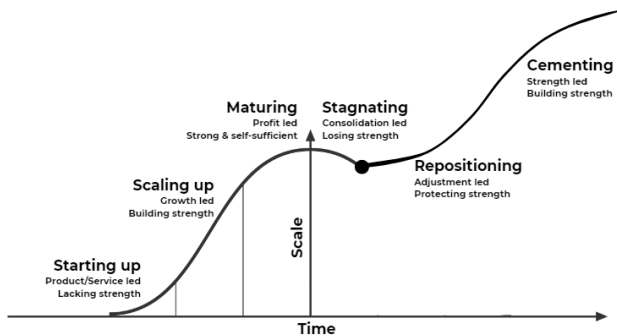 Starting up
Product/Service led
Lacking strength
Scaling up
Growth led
Building strength
Maturing
Profit led
Strong & self-sufficient
Stagnating
Consolidation led
Losing strength
Repositioning
Adjustment led
Protecting strength
Cementing
Strength led
Building strength
Scale
Time